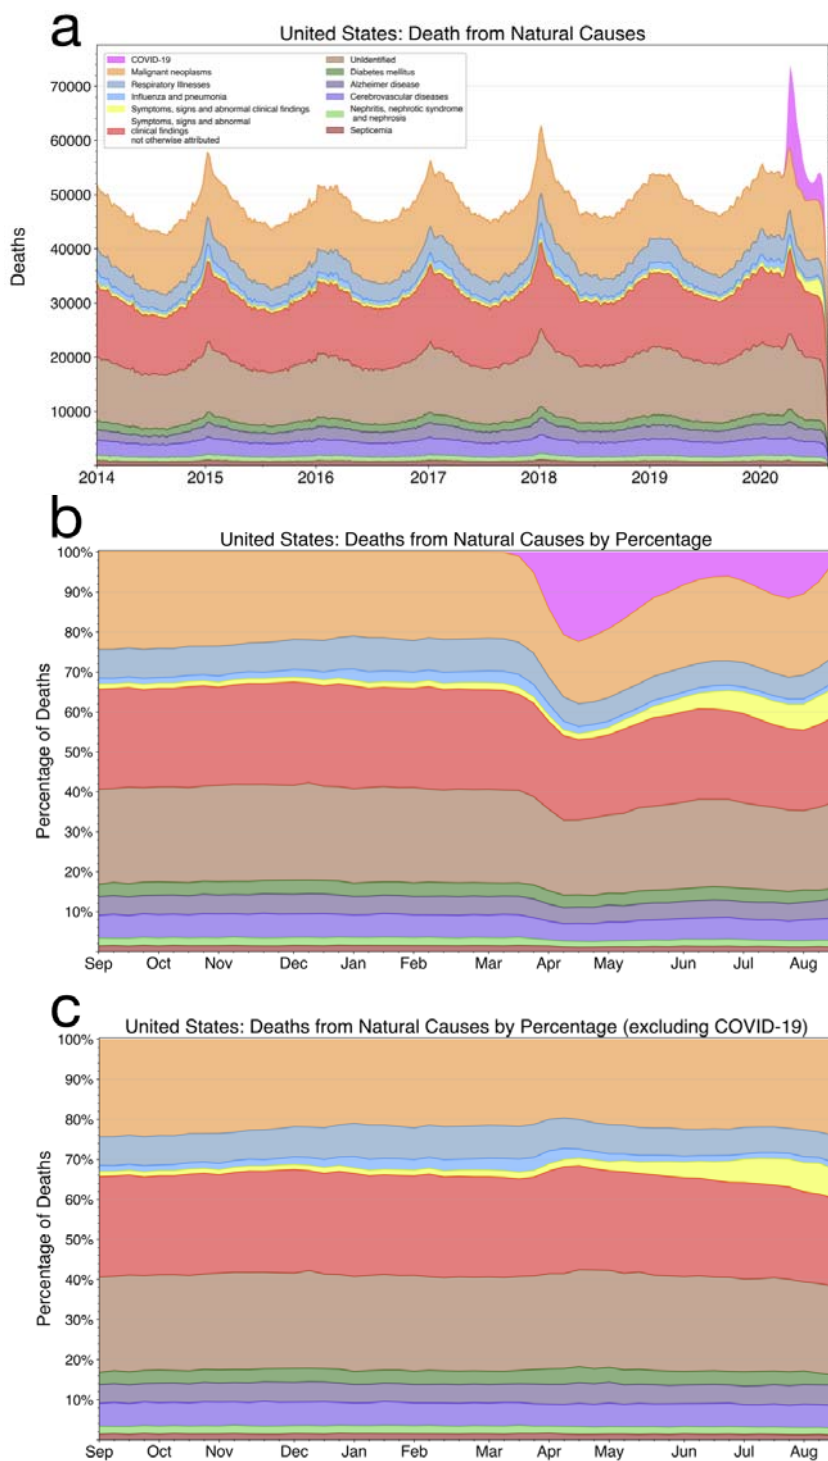 a
United States: Death from Natural Causes
COVID-19
Malignant neoplasms
Respiratory Illnesses
Influenza and pneumonia
Symptoms, signs and abnormal clinical findings
Symptoms, signs and abnormal
clinical findings
not otherwise attributed
Unidentified
Diabetes mellitus
Alzheimer disease
Cerebrovascular diseases
Nephritis, nephrotic syndrome
and nephrosis
Septicemia
Deaths
70000
60000
50000
40000
30000
20000
10000
2014 2015 2016 2017 2018 2019 2020
b
United States: Deaths from Natural Causes by Percentage
Percentage of Deaths
100%
90%
80%
70%
60%
50%
40%
30%
20%
10%
Sep Oct Nov Dec Jan Feb Mar Apr May Jun Jul Aug
c
United States: Deaths from Natural Causes by Percentage (excluding COVID-19)
Percentage of Deaths
100%
90%
80%
70%
60%
50%
40%
30%
20%
10%
Sep Oct Nov Dec Jan Feb Mar Apr May Jun Jul Aug